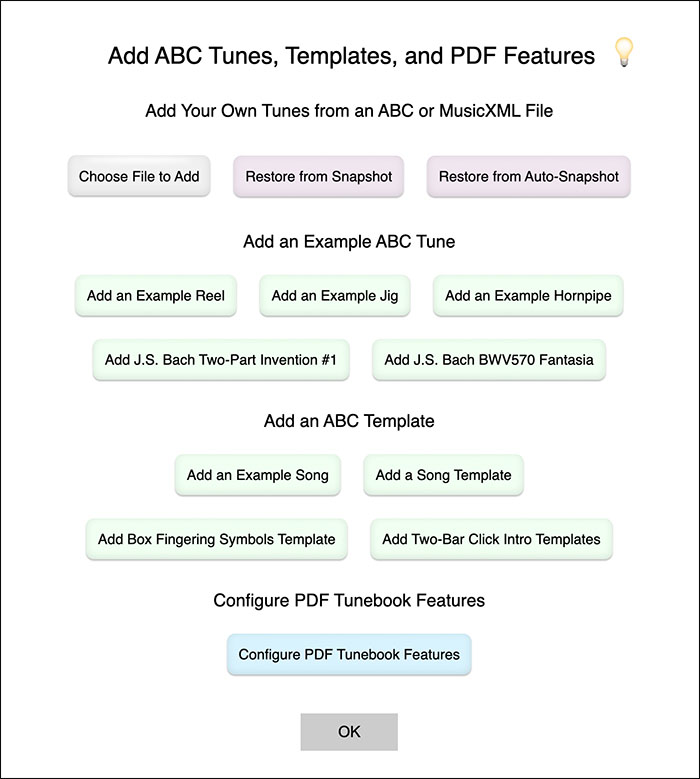 Add ABC Tunes, Templates, and PDF Features
Add Your Own Tunes from an ABC or MusicXML File
Choose File to Add
Restore from Snapshot
Restore from Auto-Snapshot
Add an Example ABC Tune
Add an Example Reel
Add an Example Jig
Add an Example Hornpipe
Add J.S. Bach Two-Part Invention #1
Add J.S. Bach BWV570 Fantasia
Add an ABC Template
Add an Example Song
Add a Song Template
Add Box Fingering Symbols Template
Add Two-Bar Click Intro Templates
Configure PDF Tunebook Features
Configure PDF Tunebook Features
OK